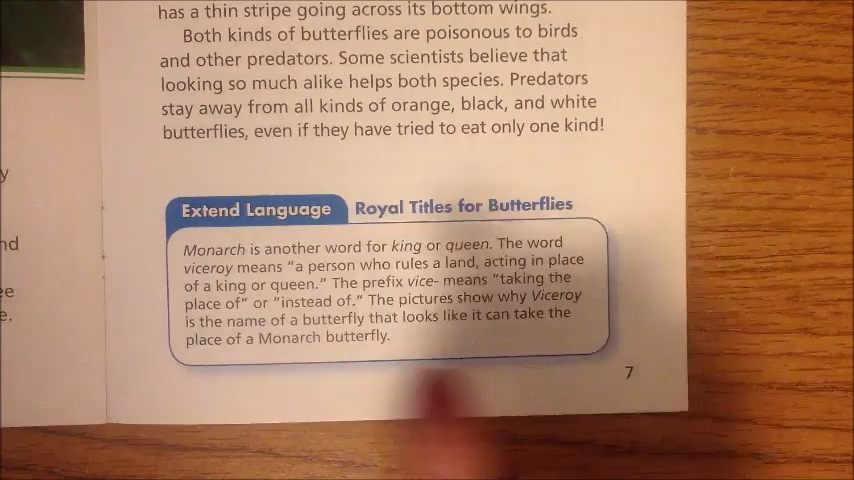 has a thin stripe going across its bottom wings.
Both kinds of butterflies are poisonous to birds
and other predators. Some scientists believe that
looking so much alike helps both species. Predators
stay away from all kinds of orange, black, and white
butterflies, even if they have tried to eat only one kind!
y
nd
ee
e.
Extend Language Royal Titles for Butterflies
Monarch is another word for king or queen. The word
viceroy means “a person who rules a land, acting in place
of a king or queen.” The prefix vice- means “taking the
place of” or “instead of.” The pictures show why Viceroy
is the name of a butterfly that looks like it can take the
place of a Monarch butterfly.
7